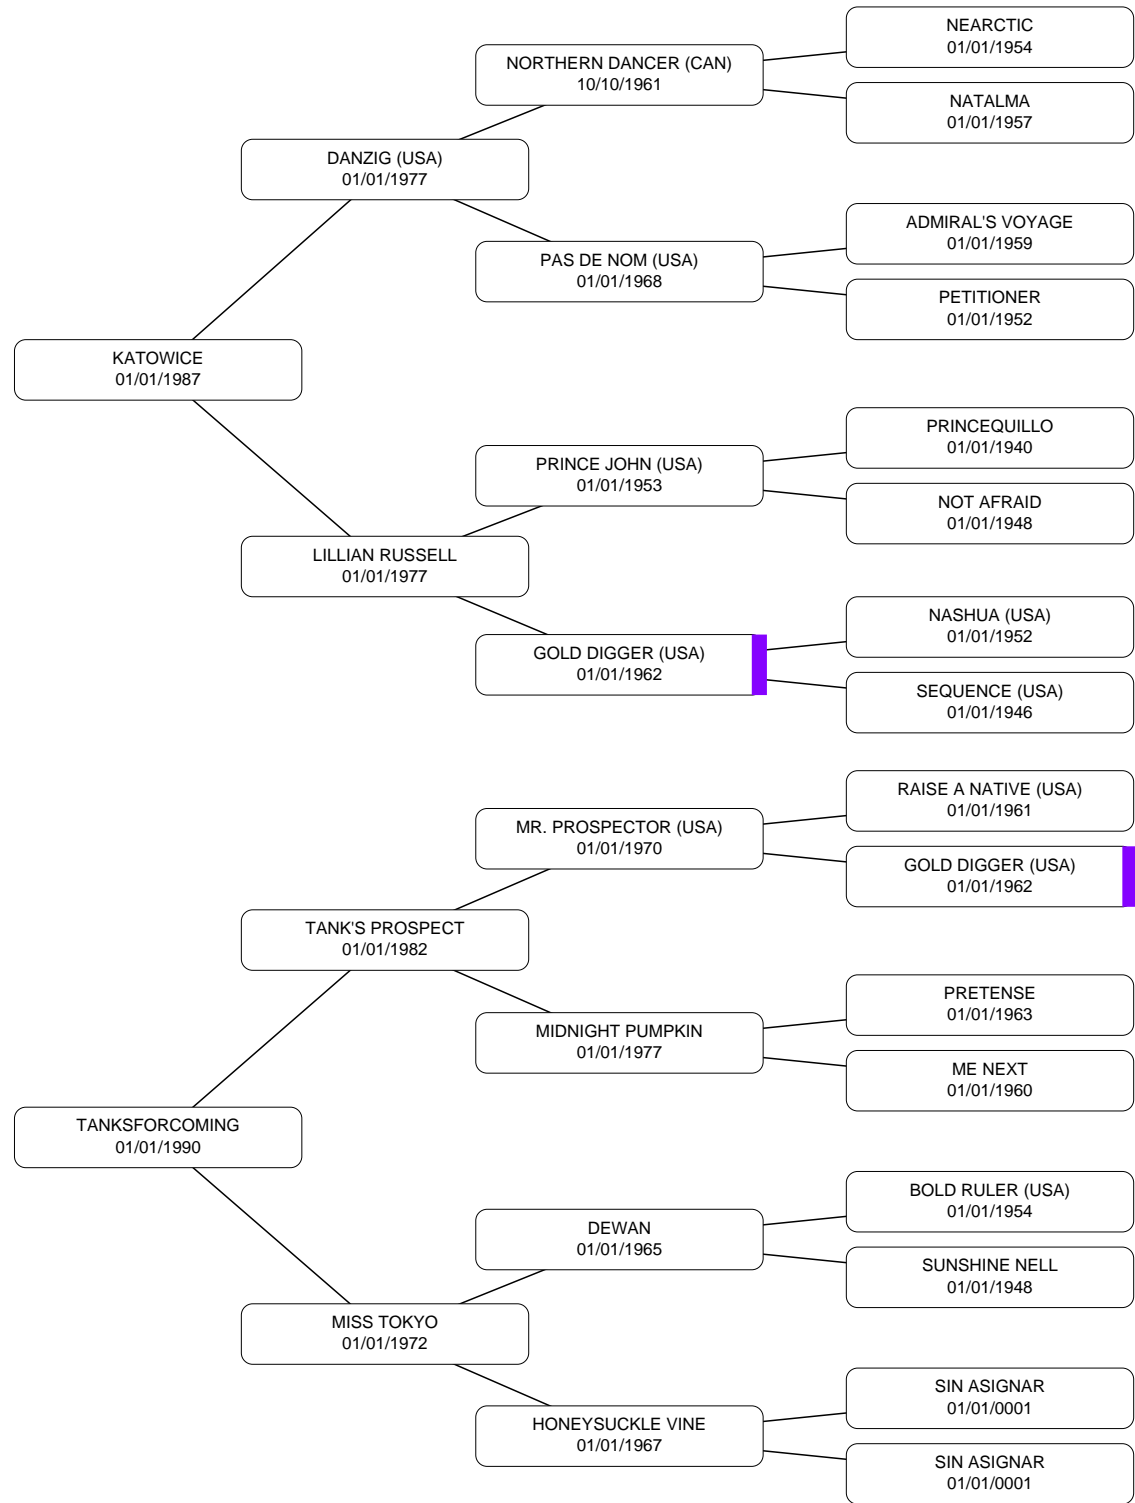 NEARCTIC
01/01/1954
NORTHERN DANCER (CAN)
10/10/1961
NATALMA
01/01/1957
DANZIG (USA)
01/01/1977
ADMIRAL'S VOYAGE
01/01/1959
PAS DE NOM (USA)
01/01/1968
PETITIONER
01/01/1952
KATOWICE
01/01/1987
PRINCEQUILLO
01/01/1940
PRINCE JOHN (USA)
01/01/1953
NOT AFRAID
01/01/1948
LILLIAN RUSSELL
01/01/1977
NASHUA (USA)
01/01/1952
GOLD DIGGER (USA)
01/01/1962
SEQUENCE (USA)
01/01/1946
RAISE A NATIVE (USA)
01/01/1961
MR. PROSPECTOR (USA)
01/01/1970
GOLD DIGGER (USA)
01/01/1962
TANK'S PROSPECT
01/01/1982
PRETENSE
01/01/1963
MIDNIGHT PUMPKIN
01/01/1977
ME NEXT
01/01/1960
TANKSFORCOMING
01/01/1990
BOLD RULER (USA)
01/01/1954
DEWAN
01/01/1965
SUNSHINE NELL
01/01/1948
MISS TOKYO
01/01/1972
SIN ASIGNAR
01/01/0001
HONEYSUCKLE VINE
01/01/1967
SIN ASIGNAR
01/01/0001